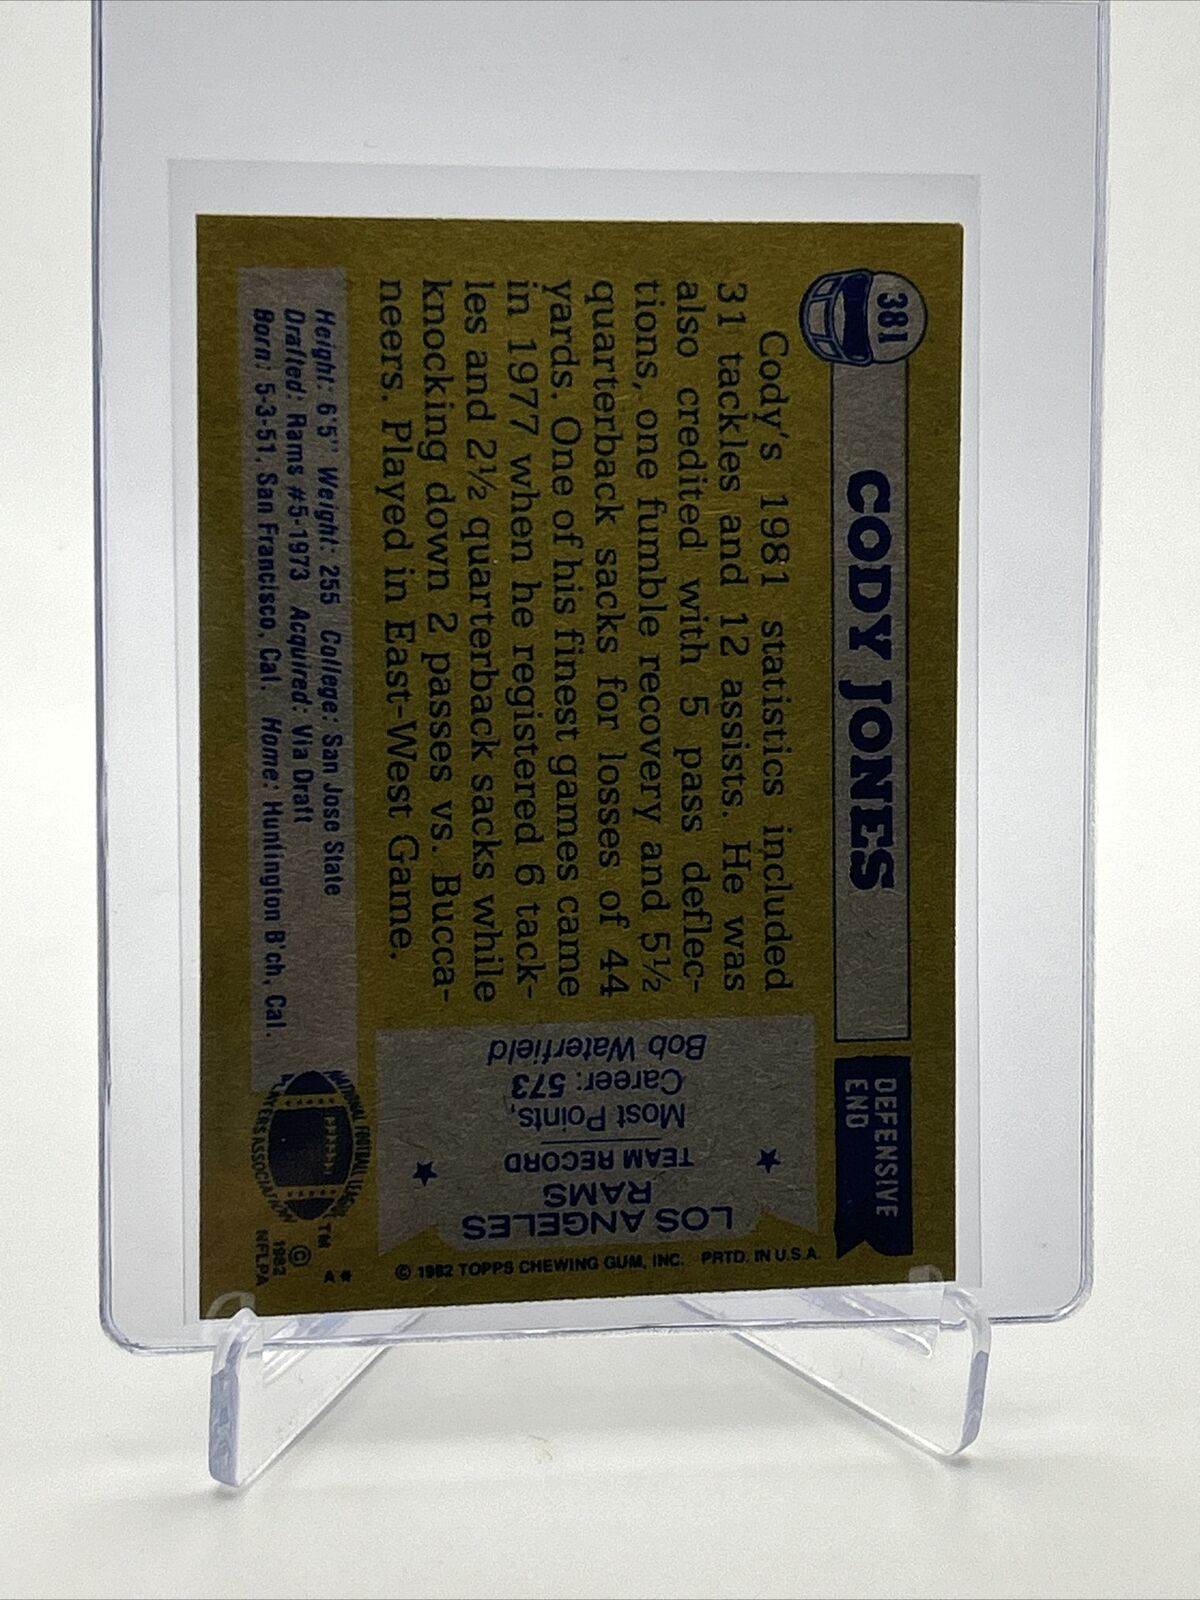 381
CODY JONES
DEFENSIVE
END
Cody's 1981 statistics included
31 tackles and 12 assists. He was
also credited with 5 pass deflec-
tions, one fumble recovery and 5½
quarterback sacks for losses of 44
yards. One of his finest games came
in 1977 when he registered 6 tack-
les and 2½ quarterback sacks while
knocking down 2 passes vs. Bucca-
neers. Played in East-West Game.
Height: 6'5" Weight: 255 College: San Jose State
Drafted: Rams #5-1973 Acquired: Via Draft
Born: 5-3-51, San Francisco, Cal. Home: Huntington B'ch, Cal.
LOS ANGELES
RAMS
TEAM RECORD
Most Points,
Career: 573
Bob Waterfield
© 1982 TOPPS CHEWING GUM, INC. PRTD. IN U.S.A.
NATIONAL FOOTBALL LEAGUE
PLAYERS ASSOCIATION
TM
©
1982
NFLPA
A*